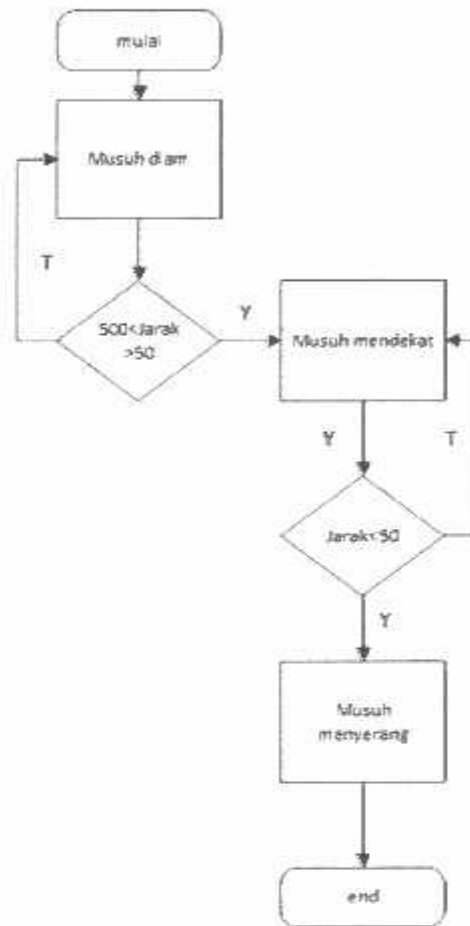 mulai
Musuh diam
T
500<Jarak
>50
Y
Musuh mendekat
Y
T
Jarak<50
Y
Musuh
menyerang
end